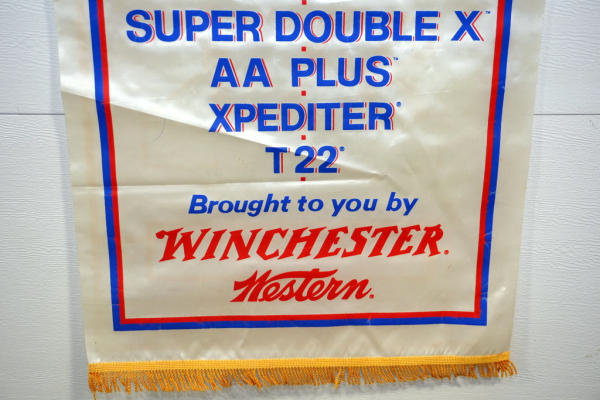 SUPER DOUBLE X™
AA PLUS™
XPEDITER®
T22®
Brought to you by
WINCHESTER®
Western®